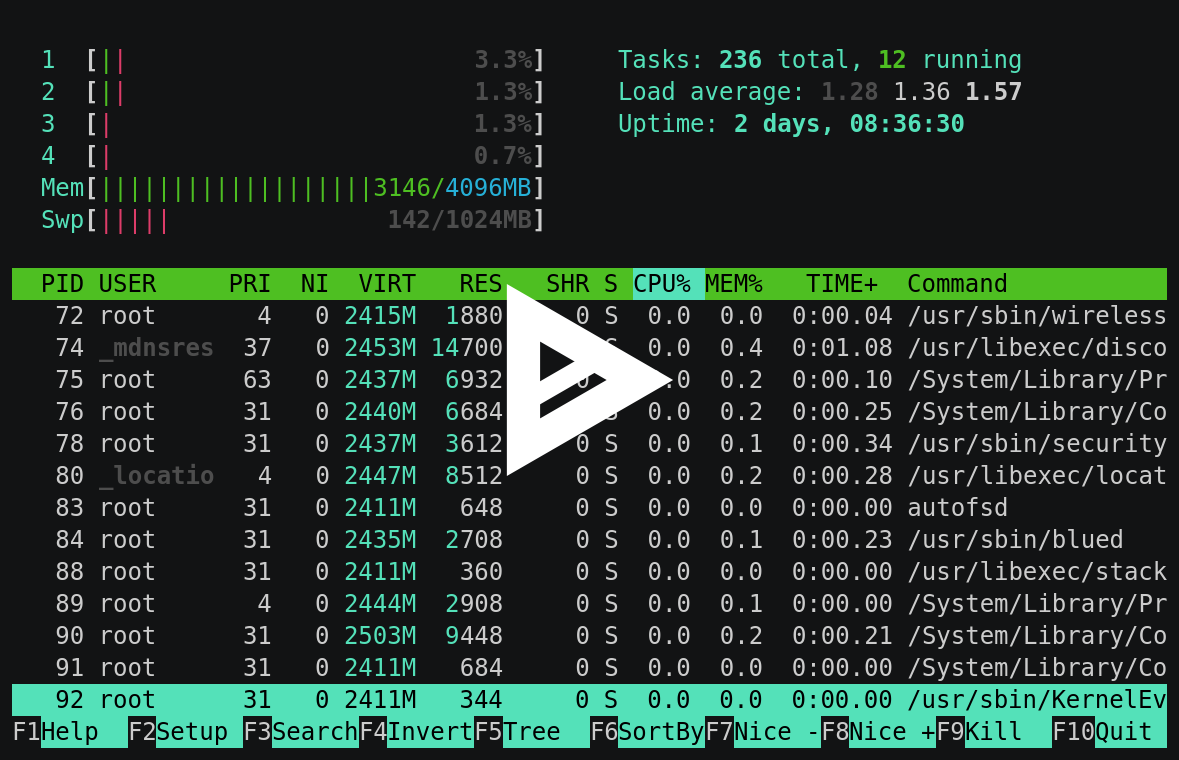 1 [|| 3.3%] Tasks: 236 total, 12 running
2 [|| 1.3%] Load average: 1.28 1.36 1.57
3 [| 1.3%] Uptime: 2 days, 08:36:30
4 [| 0.7%]
Mem[|||||||||||||||||||3146/4096MB]
Swp[||||| 142/1024MB]
PID USER PRI NI VIRT RES SHR S CPU% MEM% TIME+ Command
72 root 4 0 2415M 1880 0 S 0.0 0.0 0:00.04 /usr/sbin/wireless
74 _mdnsres 37 0 2453M 14700 S 0.0 0.4 0:01.08 /usr/libexec/disco
75 root 63 0 2437M 6932 0 .0 0.2 0:00.10 /System/Library/Pr
76 root 31 0 2440M 6684 S 0.0 0.2 0:00.25 /System/Library/Co
78 root 31 0 2437M 3612 0 S 0.0 0.1 0:00.34 /usr/sbin/security
80 _locatio 4 0 2447M 8512 0 S 0.0 0.2 0:00.28 /usr/libexec/locat
83 root 31 0 2411M 648 0 S 0.0 0.0 0:00.00 autofsd
84 root 31 0 2435M 2708 0 S 0.0 0.1 0:00.23 /usr/sbin/blued
88 root 31 0 2411M 360 0 S 0.0 0.0 0:00.00 /usr/libexec/stack
89 root 4 0 2444M 2908 0 S 0.0 0.1 0:00.00 /System/Library/Pr
90 root 31 0 2503M 9448 0 S 0.0 0.2 0:00.21 /System/Library/Co
91 root 31 0 2411M 684 0 S 0.0 0.0 0:00.00 /System/Library/Co
92 root 31 0 2411M 344 0 S 0.0 0.0 0:00.00 /usr/sbin/KernelEv
F1Help F2Setup F3SearchF4InvertF5Tree F6SortByF7Nice -F8Nice +F9Kill F10Quit